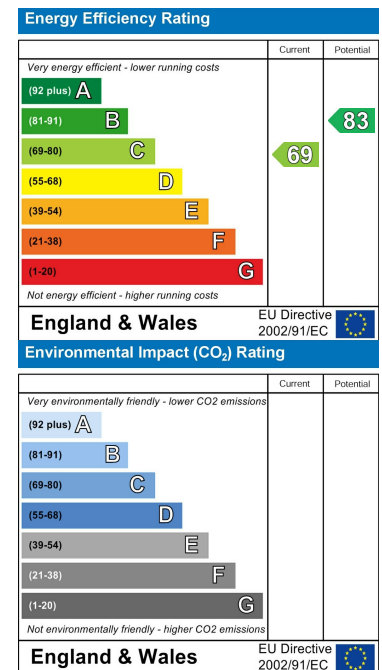 Energy Efficiency Rating
Current Potential
Very energy efficient - lower running costs
(92 plus) A
(81-91) B
83
(69-80) C
69
(55-68) D
(39-54) E
(21-38) F
(1-20) G
Not energy efficient - higher running costs
England & Wales
EU Directive
2002/91/EC
Environmental Impact (CO₂) Rating
Current Potential
Very environmentally friendly - lower CO2 emissions
(92 plus) A
(81-91) B
(69-80) C
(55-68) D
(39-54) E
(21-38) F
(1-20) G
Not environmentally friendly - higher CO2 emissions
England & Wales
EU Directive
2002/91/EC